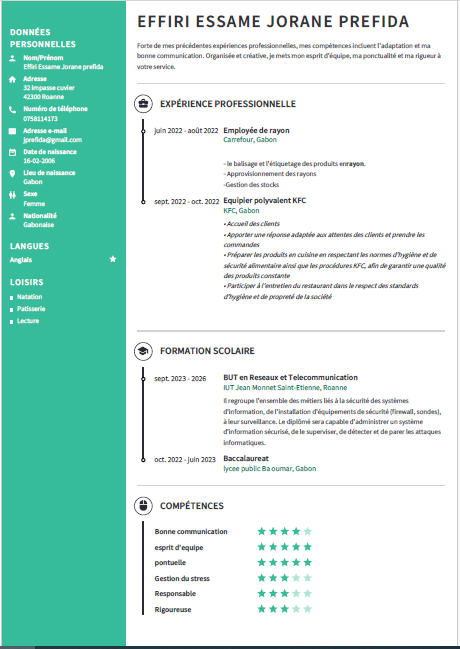 DONNÉES
PERSONNELLES
Nom/Prénom
Effiri Essame Jorane prefida
Adresse
32 impasse cuvier
42300 Roanne
Numéro de téléphone
0758114173
Adresse e-mail
jprefida@gmail.com
Date de naissance
16-02-2006
Lieu de naissance
Gabon
Sexe
Femme
Nationalité
Gabonaise
LANGUES
Anglais
LOISIRS
Natation
Patisserie
Lecture
EFFIRI ESSAME JORANE PREFIDA
Forte de mes précédentes expériences professionnelles, mes compétences incluent l'adaptation et ma
bonne communication. Organisée et créative, je mets mon esprit d'équipe, ma ponctualité et ma rigueur à
votre service.
EXPÉRIENCE PROFESSIONNELLE
juin 2022 - août 2022 Employée de rayon
Carrefour, Gabon
- le balisage et l'étiquetage des produits enrayon.
- Approvisionnement des rayons
-Gestion des stocks
sept. 2022 - oct. 2022 Equipier polyvalent KFC
KFC, Gabon
• Accueil des clients
• Apporter une réponse adaptée aux attentes des clients et prendre les
commandes
• Préparer les produits en cuisine en respectant les normes d'hygiène et de
sécurité alimentaire ainsi que les procédures KFC, afin de garantir une qualité
des produits constante
• Participer à l'entretien du restaurant dans le respect des standards
d'hygiène et de propreté de la société
FORMATION SCOLAIRE
sept. 2023 - 2026 BUT en Reseaux et Telecommunication
IUT Jean Monnet Saint-Etienne, Roanne
Il regroupe l'ensemble des métiers liés à la sécurité des systèmes
d'information, de l'installation d'équipements de sécurité (firewall, sondes),
à leur surveillance. Le diplômé sera capable d'administrer un système
d'information sécurisé, de le superviser, de détecter et de parer les attaques
informatiques.
oct. 2022 - juin 2023 Baccalaureat
lycee public Ba oumar, Gabon
COMPÉTENCES
Bonne communication
esprit d'equipe
pontuelle
Gestion du stress
Responsable
Rigoureuse